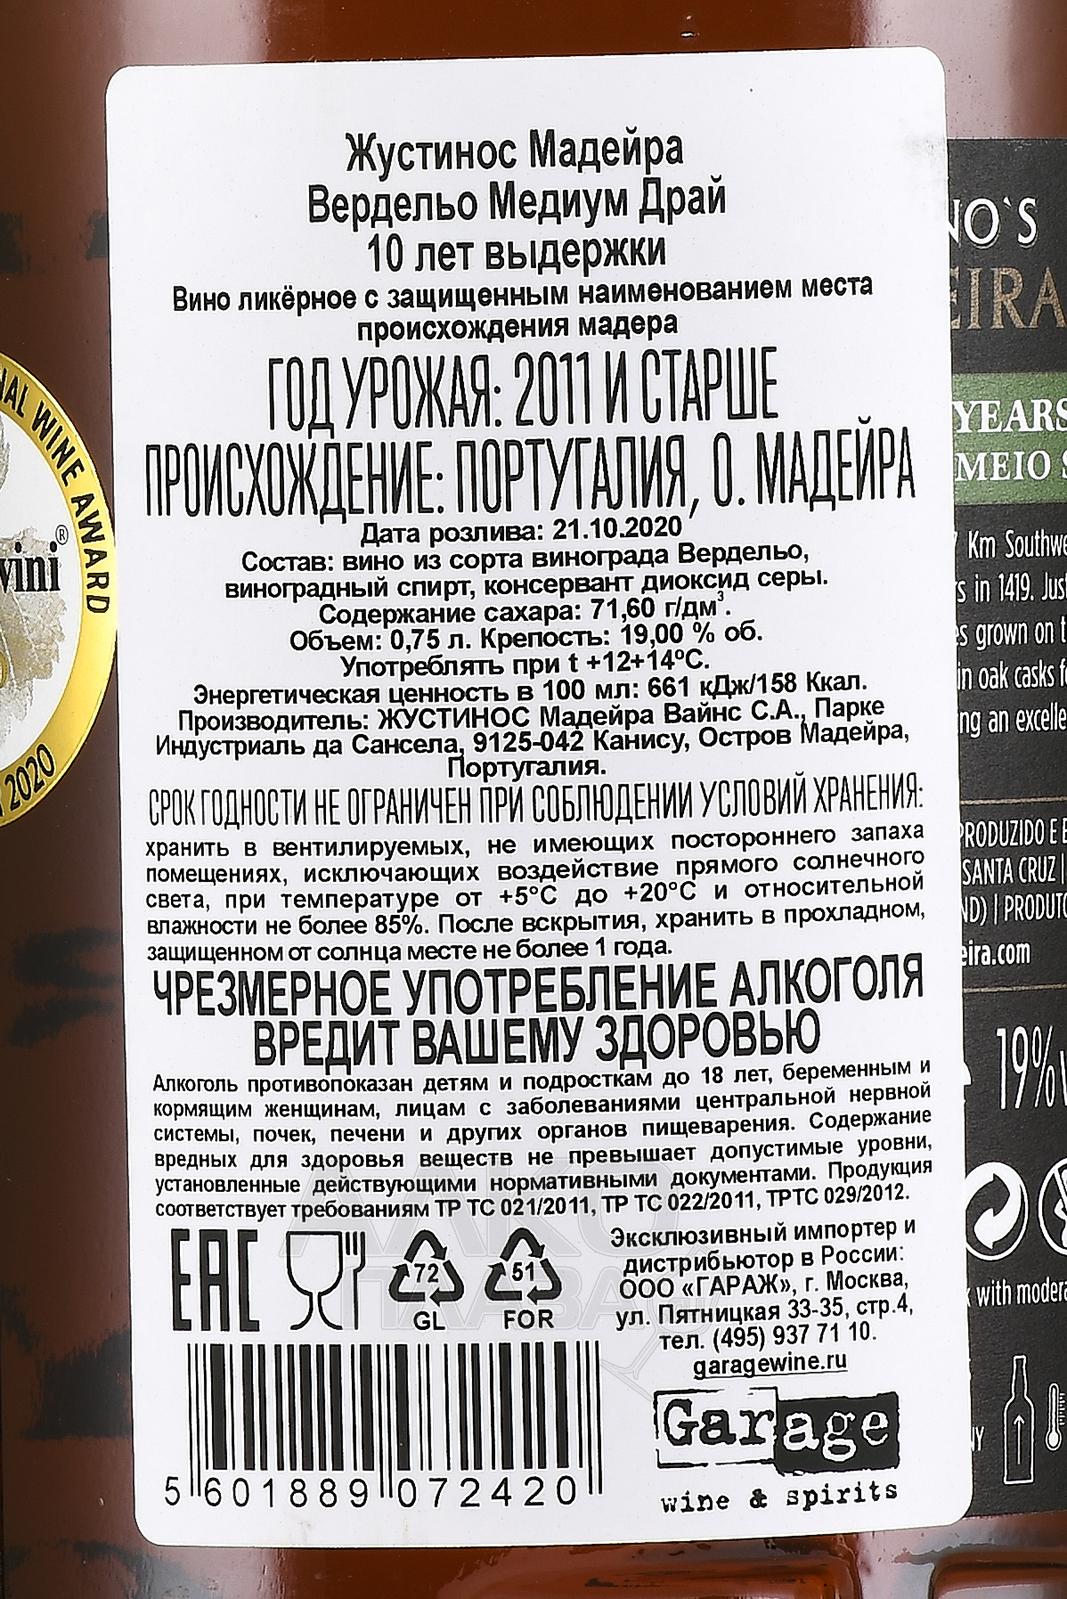 Жустинос Мадейра
Вердельо Медиум Драй
10 лет выдержки
Вино ликёрное с защищенным наименованием места
происхождения мадера
ГОД УРОЖАЯ: 2011 И СТАРШЕ
ПРОИСХОЖДЕНИЕ: ПОРТУГАЛИЯ, О. МАДЕЙРА
Дата розлива: 21.10.2020
Состав: вино из сорта винограда Вердельо,
виноградный спирт, консервант диоксид серы.
Содержание сахара: 71,60 г/дм³.
Объем: 0,75 л. Крепость: 19,00 % об.
Употреблять при t +12+14ºC.
Энергетическая ценность в 100 мл: 661 кДж/158 Ккал.
Производитель: ЖУСТИНОС Мадейра Вайнс С.А., Парке
Индустриаль да Сансела, 9125-042 Канису, Остров Мадейра,
Португалия.
СРОК ГОДНОСТИ НЕ ОГРАНИЧЕН ПРИ СОБЛЮДЕНИИ УСЛОВИЙ ХРАНЕНИЯ:
хранить в вентилируемых, не имеющих постороннего запаха
помещениях, исключающих воздействие прямого солнечного
света, при температуре от +5°C до +20°C и относительной
влажности не более 85%. После вскрытия, хранить в прохладном,
защищенном от солнца месте не более 1 года.
ЧРЕЗМЕРНОЕ УПОТРЕБЛЕНИЕ АЛКОГОЛЯ
ВРЕДИТ ВАШЕМУ ЗДОРОВЬЮ
Алкоголь противопоказан детям и подросткам до 18 лет, беременным и
кормящим женщинам, лицам с заболеваниями центральной нервной
системы, почек, печени и других органов пищеварения. Содержание
вредных для здоровья веществ не превышает допустимые уровни,
установленные действующими нормативными документами. Продукция
соответствует требованиям ТР ТС 021/2011, ТР ТС 022/2011, ТРТС 029/2012.
EAC
72
GL
51
FOR
Эксклюзивный импортер и
дистрибьютор в России:
ООО «ГАРАЖ», г. Москва,
ул. Пятницкая 33-35, стр.4,
тел. (495) 937 71 10.
garagewine.ru
Garage
wine & spirits
5 601889 072420
WINE AWARD
vini®
2020
NO`S
EIRA
YEARS
MEIO
Km Southwe
s in 1419. Jus
es grown on t
in oak casks f
ng an excelle
PRODUZIDO E
SANTA CRUZ |
ND) | PRODUTO
eira.com
19%
with modera